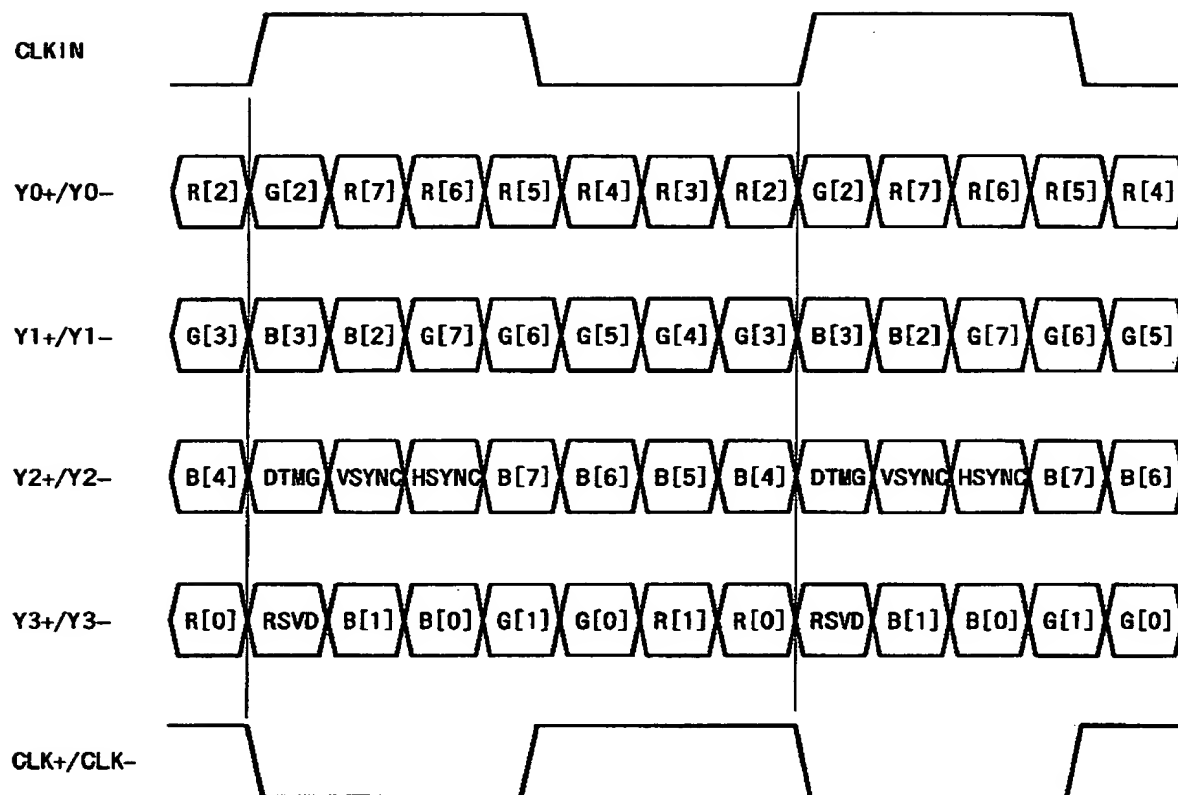 CLKIN
Y0+/Y0- R[2] G[2] R[7] R[6] R[5] R[4] R[3] R[2] G[2] R[7] R[6] R[5] R[4]
Y1+/Y1- G[3] B[3] B[2] G[7] G[6] G[5] G[4] G[3] B[3] B[2] G[7] G[6] G[5]
Y2+/Y2- B[4] DTMG VSYNC HSYNC B[7] B[6] B[5] B[4] DTMG VSYNC HSYNC B[7] B[6]
Y3+/Y3- R[0] RSVD B[1] B[0] G[1] G[0] R[1] R[0] RSVD B[1] B[0] G[1] G[0]
CLK+/CLK-